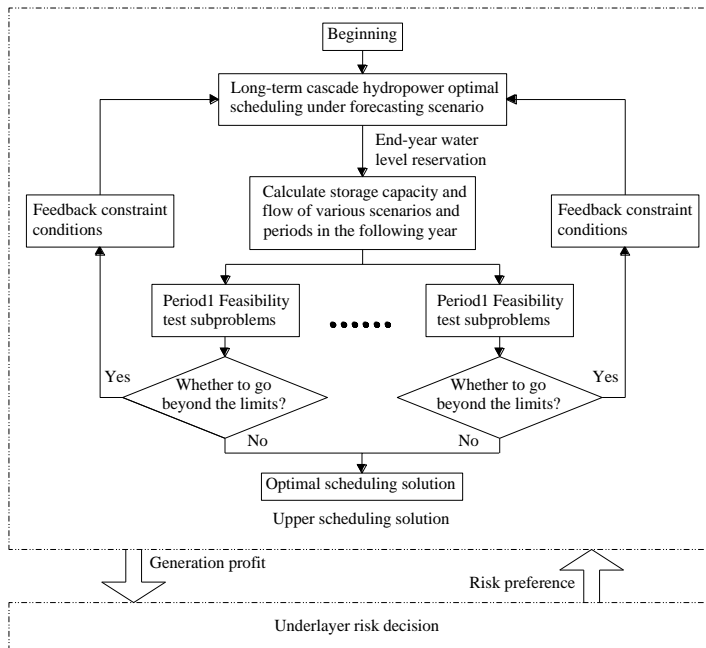 Beginning
Long-term cascade hydropower optimal
scheduling under forecasting scenario
End-year water
level reservation
Feedback constraint
conditions
Calculate storage capacity and
flow of various scenarios and
periods in the following year
Feedback constraint
conditions
Period1 Feasibility
test subproblems
Period1 Feasibility
test subproblems
Yes
Whether to go
beyond the limits?
Whether to go
beyond the limits?
Yes
No
No
Optimal scheduling solution
Upper scheduling solution
Generation profit
Risk preference
Underlayer risk decision